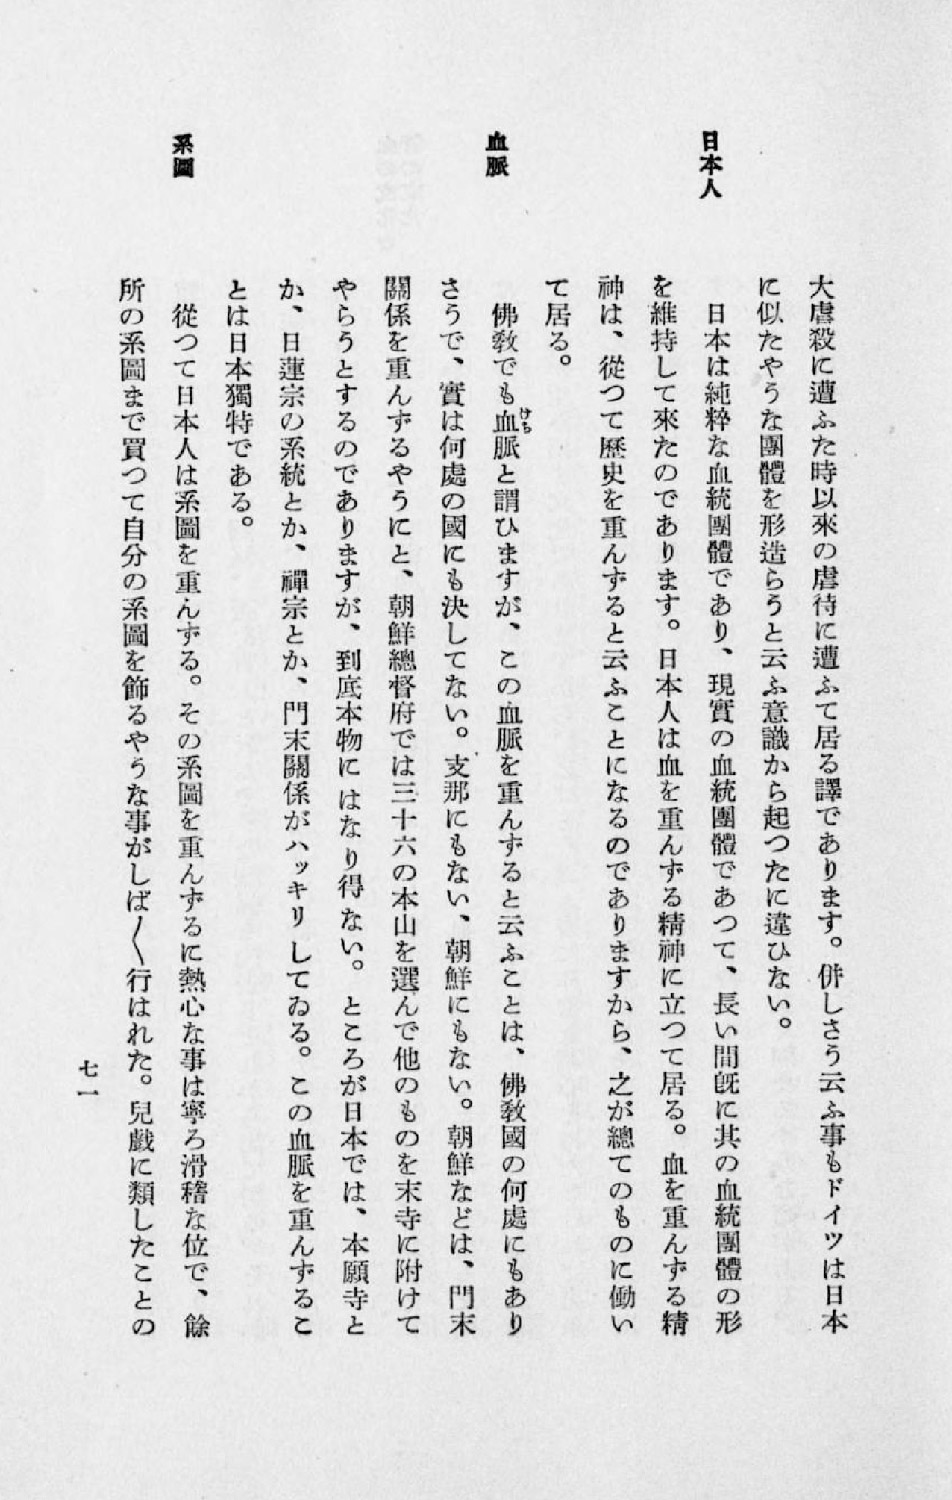 日本人
血脈
系圖
大虐殺に遭ふた時以來の虐待に遭ふて居る譯であります。併しさう云ふ事もドイツは日本
に似たやうな團體を形造らうと云ふ意識から起つたに違ひない。
日本は純粹な血統團體であり、現實の血統團體であつて、長い間旣に其の血統團體の形
を維持して來たのであります。日本人は血を重んずる精神に立つて居る。血を重んずる精
神は、從つて歷史を重んずると云ふことになるのでありますから、之が總てのものに働い
て居る。
佛敎でも血脈と謂ひますが、この血脈を重んずると云ふことは、佛敎國の何處にもあり
けち
さうで、實は何處の國にも決してない。支那にもない、朝鮮にもない。朝鮮などは、門末
關係を重んずるやうにと、朝鮮總督府では三十六の本山を選んで他のものを末寺に附けて
やらうとするのでありますが、到底本物にはなり得ない。ところが日本では、本願寺と
か、日蓮宗の系統とか、禪宗とか、門末關係がハッキリしてゐる。この血脈を重んずるこ
とは日本獨特である。
從つて日本人は系圖を重んずる。その系圖を重んずるに熱心な事は寧ろ滑稽な位で、餘
所の系圖まで買つて自分の系圖を飾るやうな事がしば〳〵行はれた。兒戲に類したことの
七一